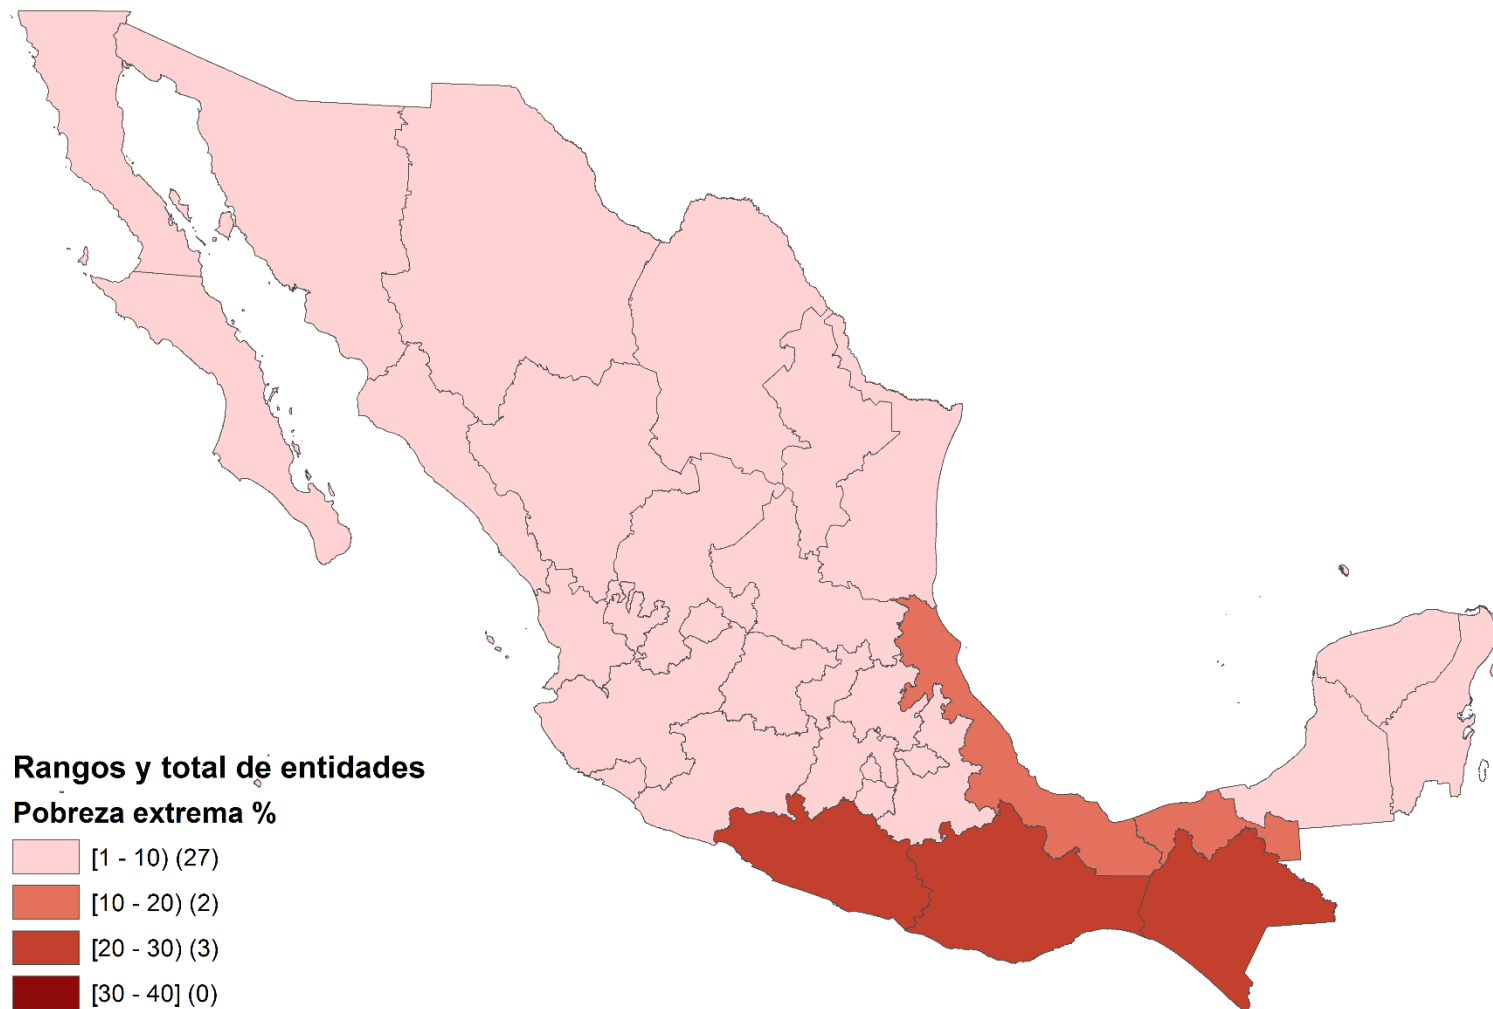 Rangos y total de entidades
Pobreza extrema %
[1 - 10) (27)
[10 - 20) (2)
[20 - 30) (3)
[30 - 40] (0)